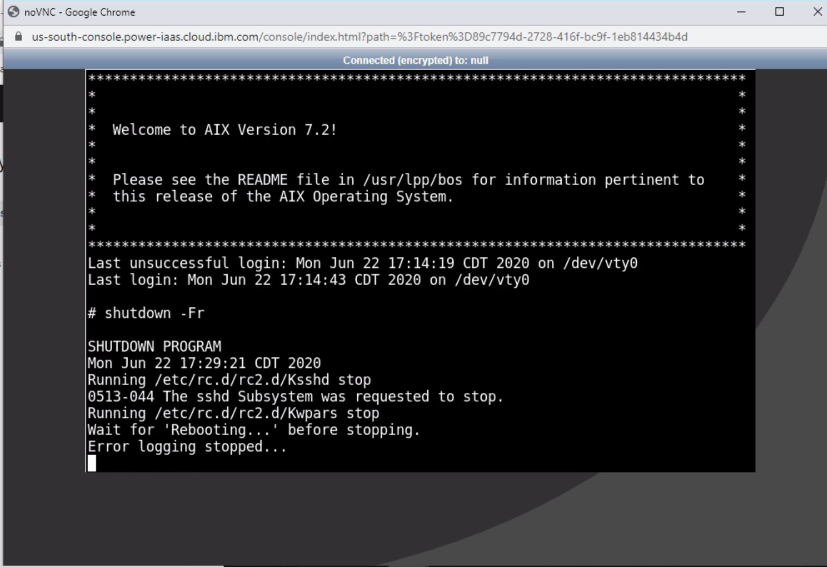 noVNC - Google Chrome
us-south-console.power-iaas.cloud.ibm.com/console/index.html?path=%3Ftoken%3D89c7794d-2728-416f-bc9f-1eb814434b4d
Connected (encrypted) to: null
*******************************************************************************
* *
* *
* Welcome to AIX Version 7.2! *
* *
* *
* Please see the README file in /usr/lpp/bos for information pertinent to *
* this release of the AIX Operating System. *
* *
* *
*******************************************************************************
Last unsuccessful login: Mon Jun 22 17:14:19 CDT 2020 on /dev/vty0
Last login: Mon Jun 22 17:14:43 CDT 2020 on /dev/vty0
# shutdown -Fr
SHUTDOWN PROGRAM
Mon Jun 22 17:29:21 CDT 2020
Running /etc/rc.d/rc2.d/Ksshd stop
0513-044 The sshd Subsystem was requested to stop.
Running /etc/rc.d/rc2.d/Kwpars stop
Wait for 'Rebooting...' before stopping.
Error logging stopped...